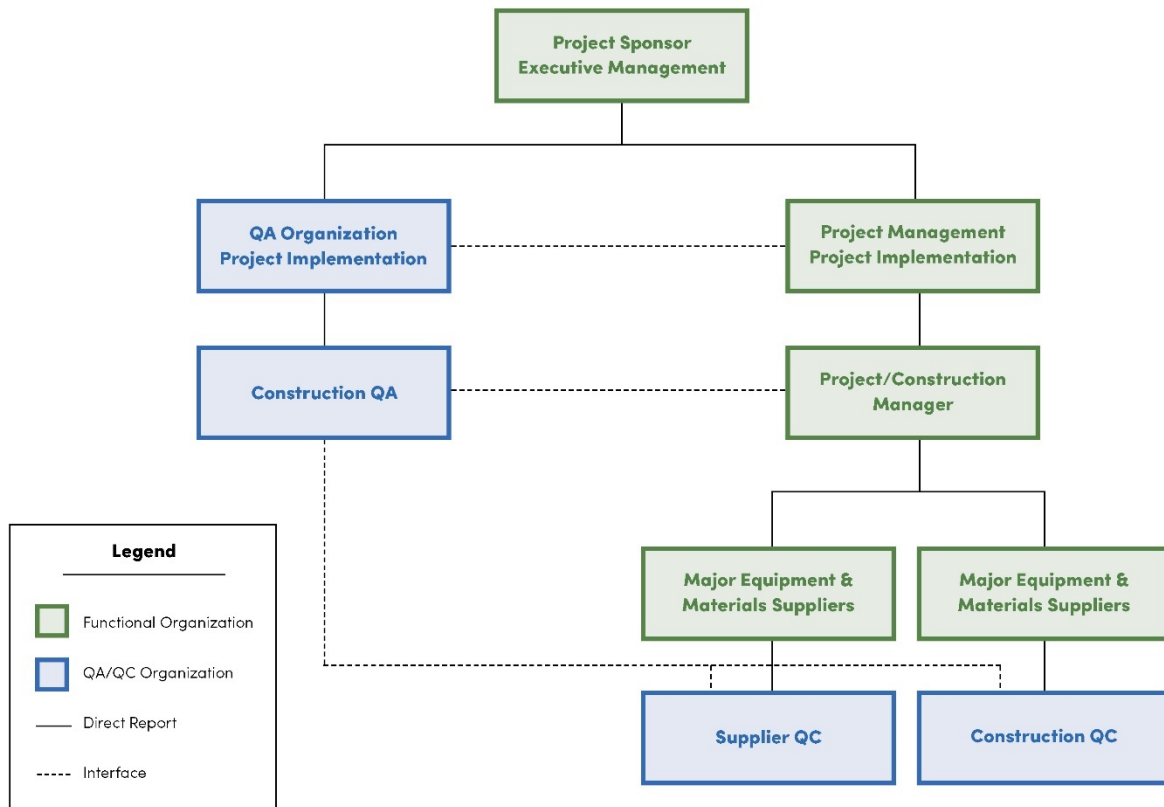 Project Sponsor
Executive Management
QA Organization
Project Implementation
Project Management
Project Implementation
Construction QA
Project/Construction
Manager
Major Equipment &
Materials Suppliers
Major Equipment &
Materials Suppliers
Supplier QC
Construction QC
Legend
Functional Organization
QA/QC Organization
Direct Report
Interface